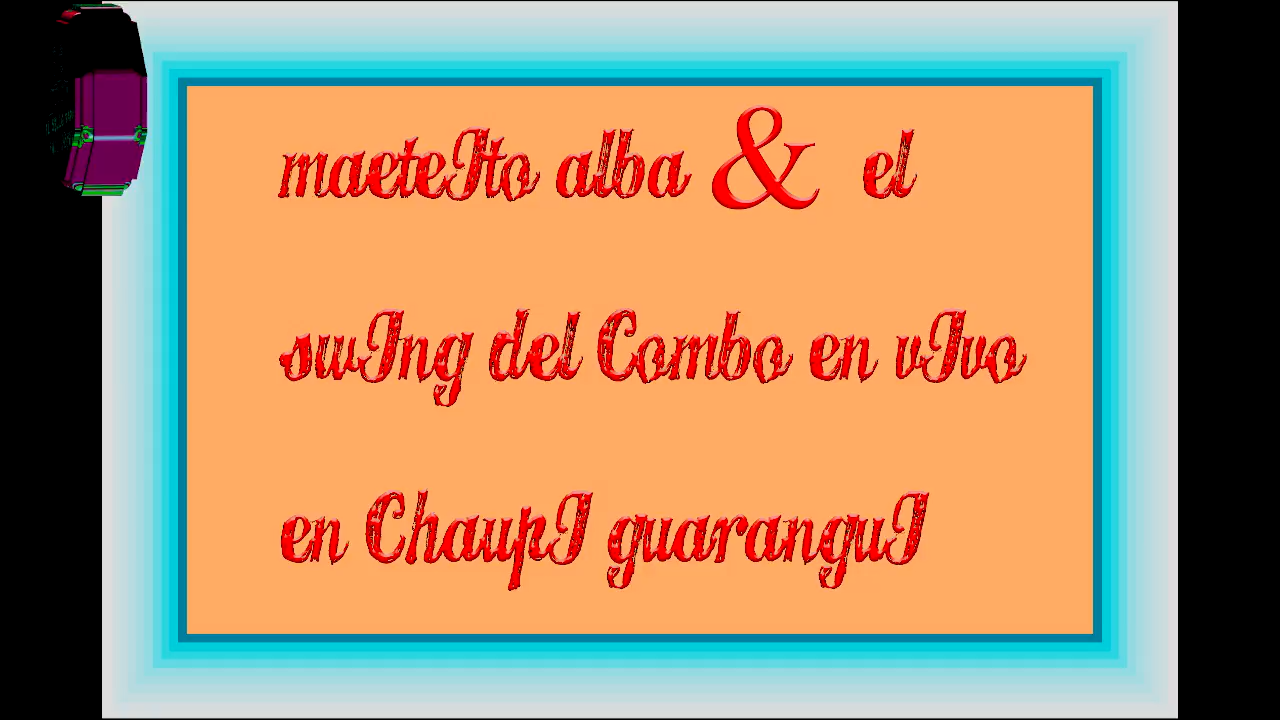 maeteIto alba & el
swIng del Combo en vIvo
en ChaupI guaranguI